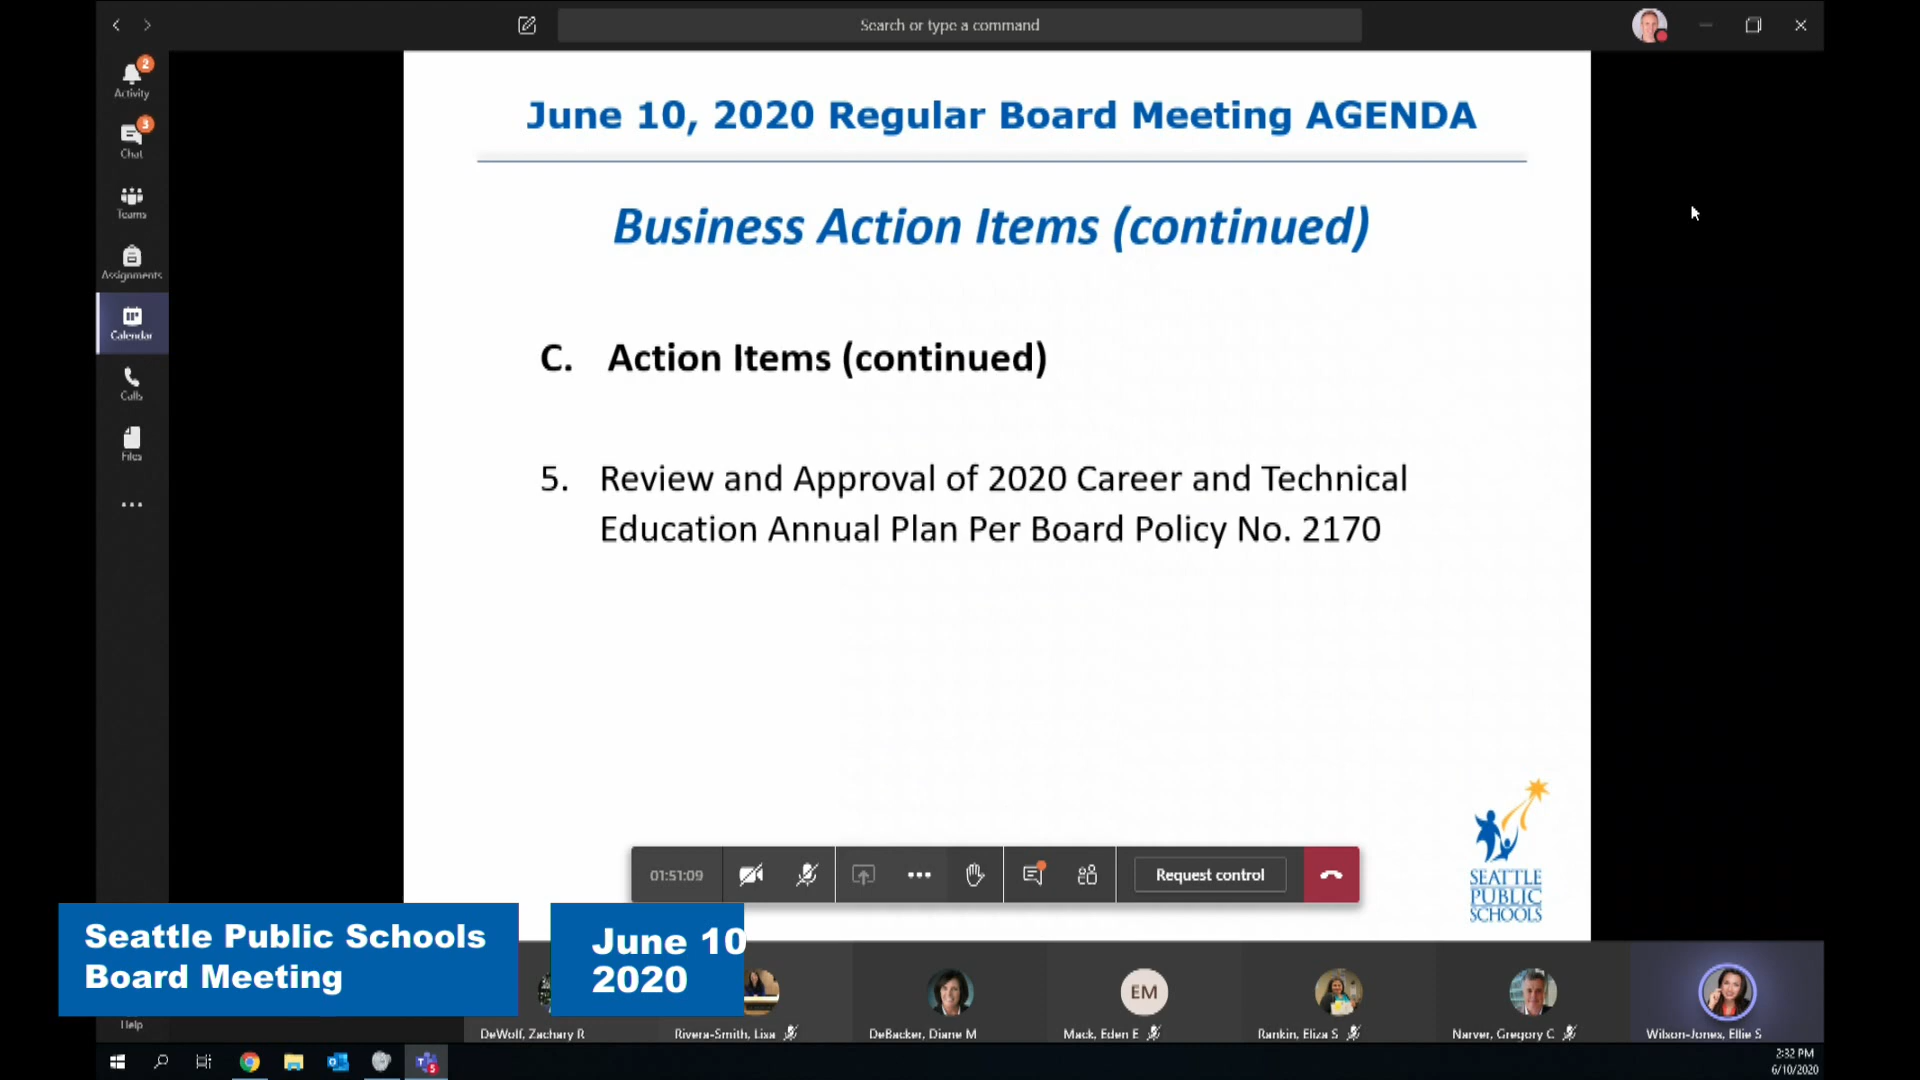 Search or type a command
2
Activity
3
Chat
Teams
Assignments
Calendar
Calls
Files
June 10, 2020 Regular Board Meeting AGENDA
Business Action Items (continued)
C. Action Items (continued)
5. Review and Approval of 2020 Career and Technical
Education Annual Plan Per Board Policy No. 2170
SEATTLE
PUBLIC
SCHOOLS
01:51:09
Request control
Seattle Public Schools
Board Meeting
June 10
2020
EM
Help
DeWolf, Zachary R
Rivera-Smith, Lisa
DeBacker, Diane M
Mack, Eden E
Rankin, Eliza S
Narver, Gregory C
Wilson-Jones, Ellie S
T
5
2:32 PM
6/10/2020